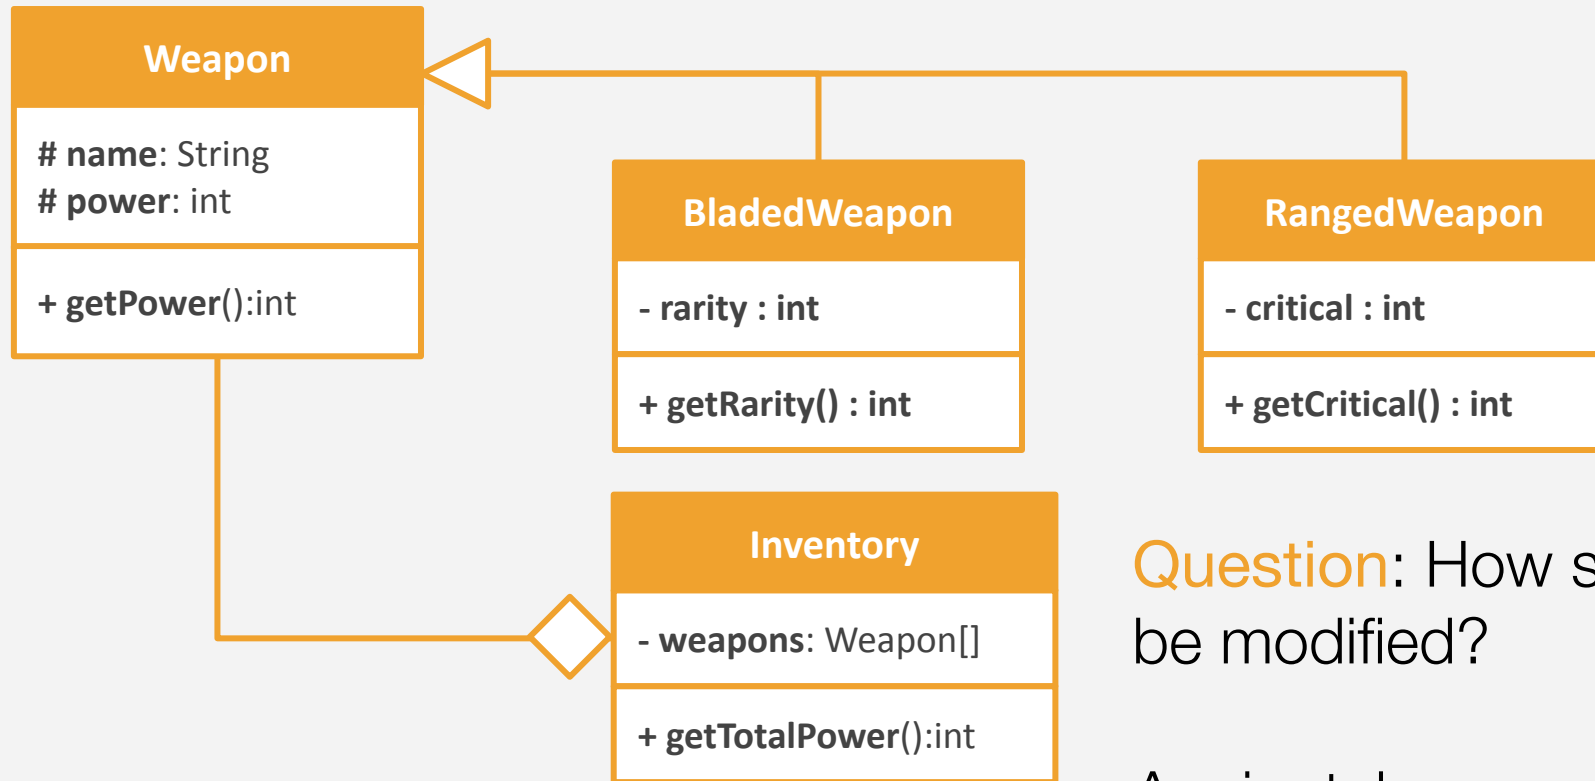 Weapon
# name: String
# power: int
+ getPower():int
BladedWeapon
- rarity : int
+ getRarity() : int
RangedWeapon
- critical : int
+ getCritical() : int
Inventory
- weapons: Weapon[]
+ getTotalPower():int
Question: How
be modified?